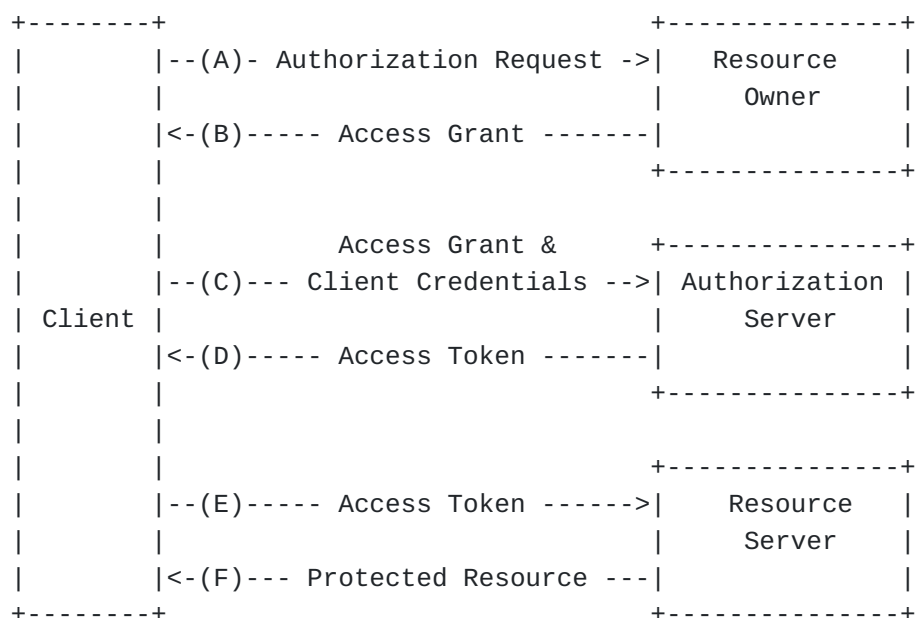 +--------+                               +---------------+
|        |--(A)- Authorization Request ->|   Resource    |
|        |                               |     Owner     |
|        |<-(B)----- Access Grant -------|               |
|        |                               +---------------+
|        |
|        |           Access Grant &      +---------------+
|        |--(C)--- Client Credentials -->| Authorization |
| Client |                               |     Server    |
|        |<-(D)----- Access Token -------|               |
|        |                               +---------------+
|        |
|        |                               +---------------+
|        |--(E)----- Access Token ------>|    Resource   |
|        |                               |     Server    |
|        |<-(F)--- Protected Resource ---|               |
+--------+                               +---------------+